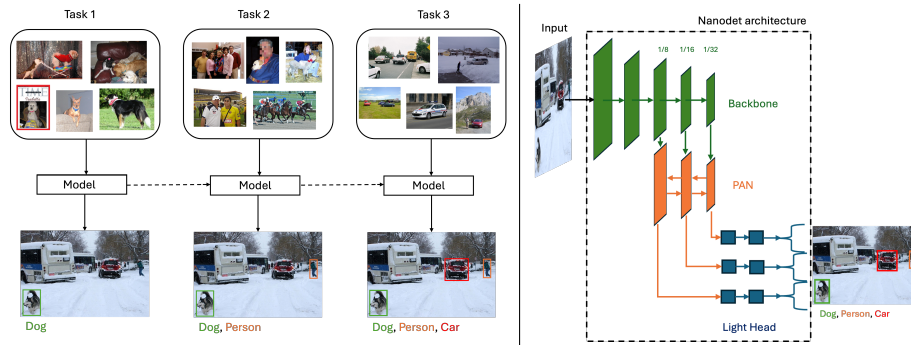 Task 1
Task 2
Task 3
TIME
Model
Model
Model
Dog
Dog, Person
Dog, Person, Car
Nanodet architecture
Input
1/8
1/16
1/32
Backbone
PAN
Light Head
Dog, Person, Car